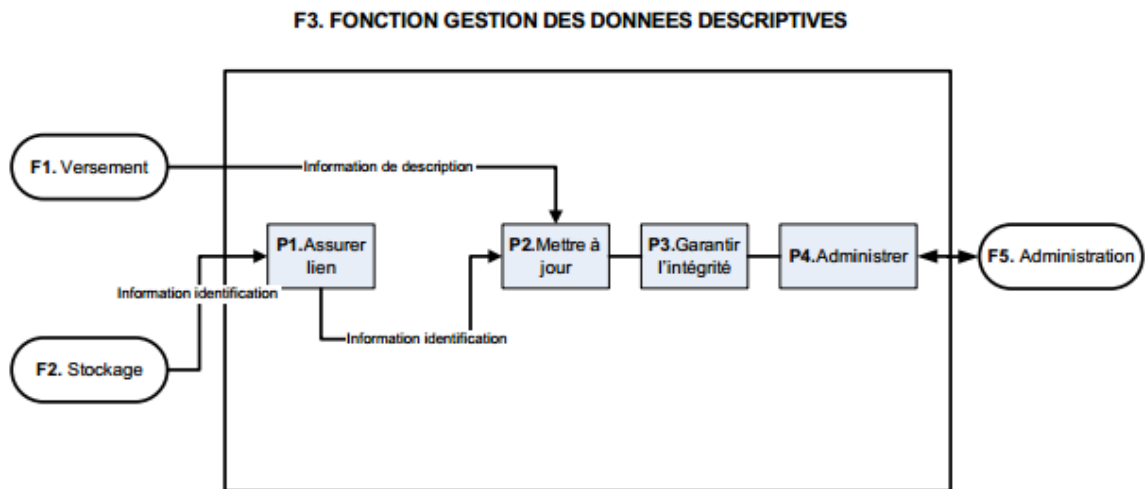 F3. FONCTION GESTION DES DONNEES DESCRIPTIVES
F1. Versement
Information de description
P1.Assurer
lien
P2.Mettre à
jour
P3.Garantir
l'intégrité
P4.Administrer
F5. Administration
Information identification
Information identification
F2. Stockage